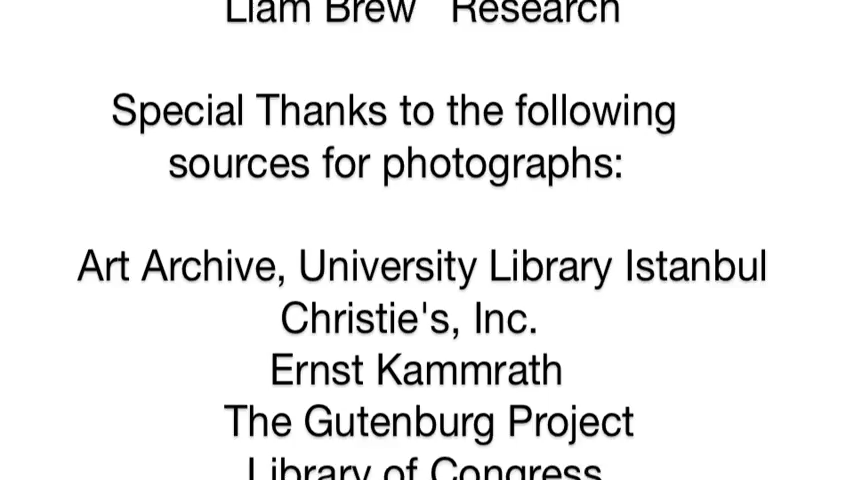 Liam Brew Research
Special Thanks to the following
sources for photographs:
Art Archive, University Library Istanbul
Christie's, Inc.
Ernst Kammrath
The Gutenburg Project
Library of Congress